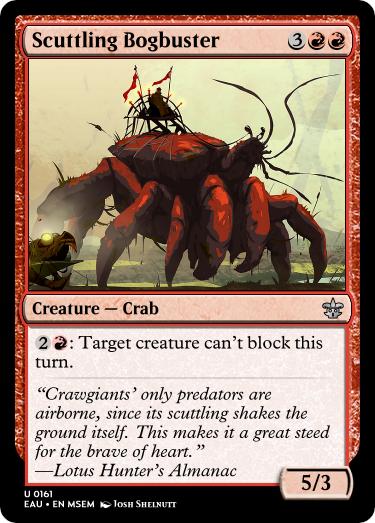 Scuttling Bogbuster 3
Creature — Crab
2 : Target creature can't block this
turn.
“Crawgiants’ only predators are
airborne, since its scuttling shakes the
ground itself. This makes it a great steed
for the brave of heart.”
—Lotus Hunter’s Almanac
5/3
U 0161
EAU • EN MSEM Josh Shelnutt